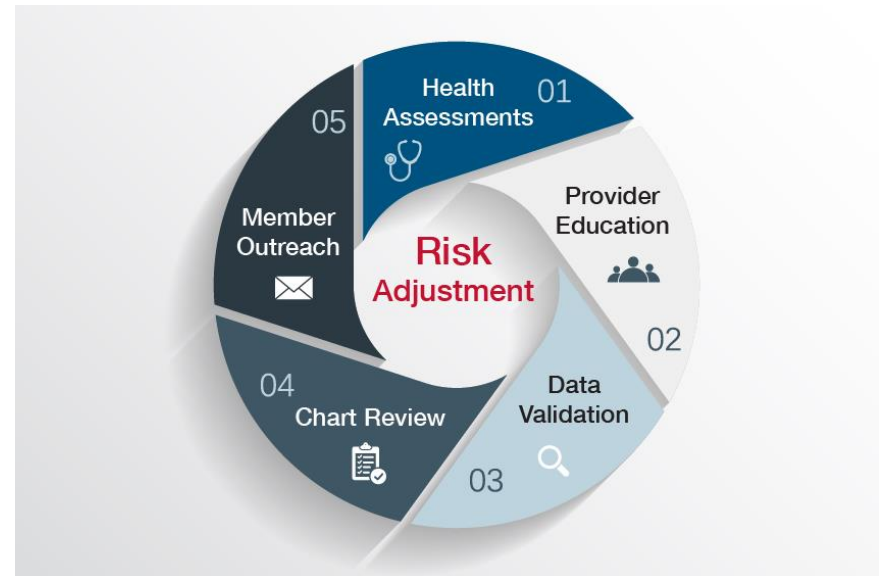 Risk
Adjustment
01
Health
Assessments
02
Provider
Education
03
Data
Validation
04
Chart Review
05
Member
Outreach